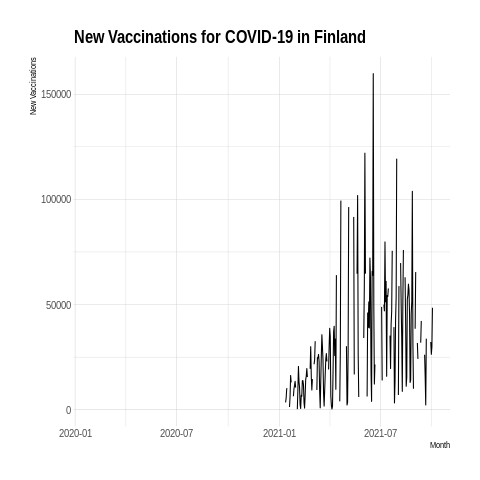 New Vaccinations for COVID-19 in Finland
New Vaccinations
150000
100000
50000
0
2020-01 2020-07 2021-01 2021-07
Month